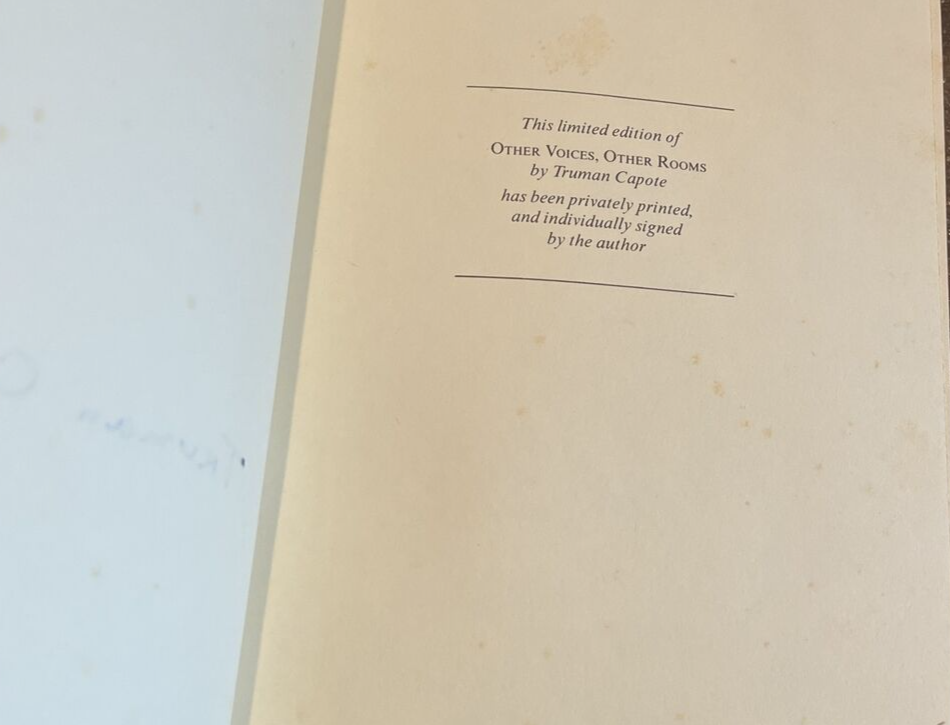 This limited edition of
OTHER VOICES, OTHER ROOMS
by Truman Capote
has been privately printed,
and individually signed
by the author
Truman